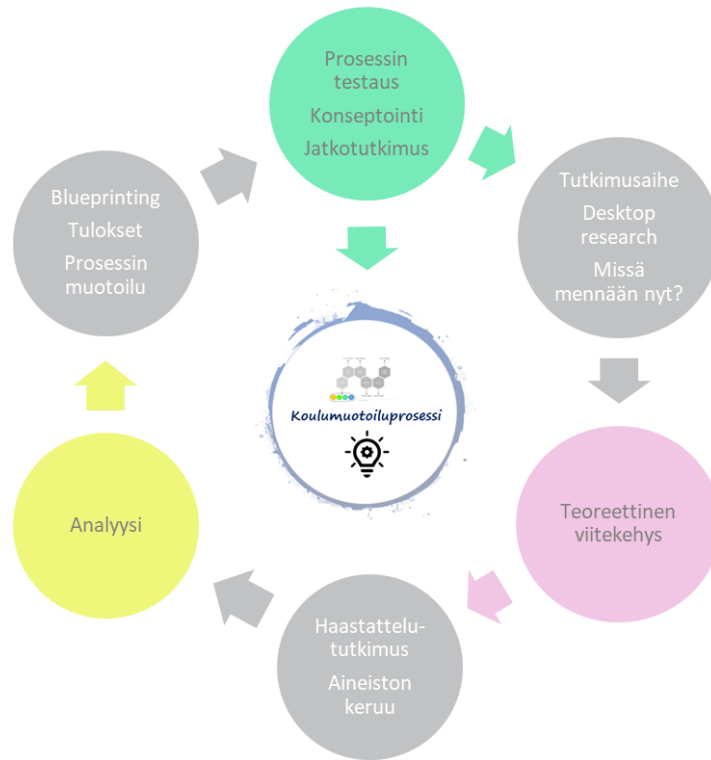 Prosessin
testaus
Konseptointi
Jatkotutkimus
Tutkimusaihe
Desktop
research
Missä
mennään nyt?
Teoreettinen
viitekehys
Haastattelu-
tutkimus
Aineiston
keruu
Analyysi
Blueprinting
Tulokset
Prosessin
muotoilu
Koulumuotoiluprosessi